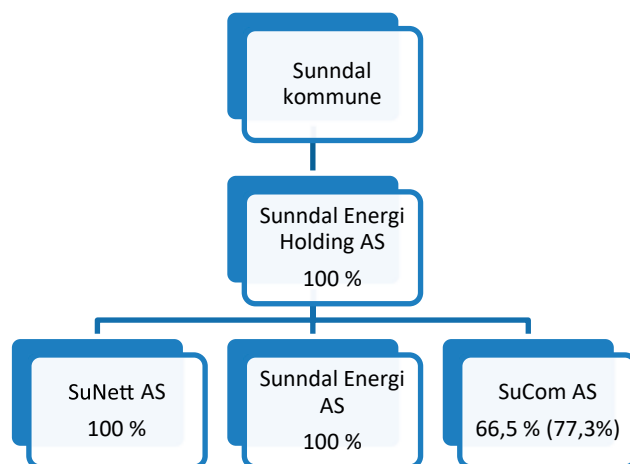 Sunndal
kommune
Sunndal Energi
Holding AS
100 %
SuNett AS
100 %
Sunndal Energi
AS
100 %
SuCom AS
66,5 % (77,3%)